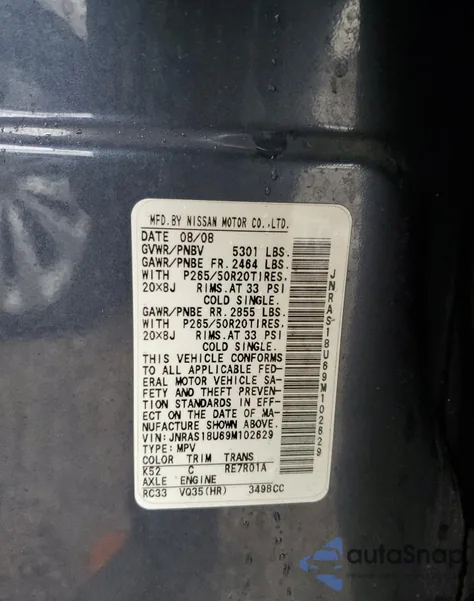 MFD.BY NISSAN MOTOR CO.,LTD.
DATE 08/08
GVWR/PNBV 5301 LBS.
GAWR/PNBE FR. 2464 LBS.
WITH P265/50R20TIRES.
20X8J RIMS.AT 33 PSI
COLD SINGLE.
GAWR/PNBE RR. 2855 LBS.
WITH P265/50R20TIRES.
20X8J RIMS.AT 33 PSI
COLD SINGLE.
THIS VEHICLE CONFORMS
TO ALL APPLICABLE FED-
ERAL MOTOR VEHICLE SA-
FETY AND THEFT PREVEN-
TION STANDARDS IN EFF-
ECT ON THE DATE OF MA-
NUFACTURE SHOWN ABOVE.
VIN:JNRAS18U69M102629
TYPE: MPV
COLOR TRIM TRANS
K52 C RE7R01A
AXLE ENGINE
RC33 VQ35(HR) 3498CC
JNRAS18U69M102629
autoSnap